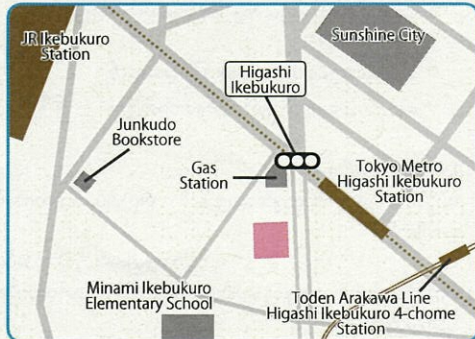 JR Ikebukuro
Station
Sunshine City
Higashi
Ikebukuro
Junkudo
Bookstore
Gas
Station
Tokyo Metro
Higashi Ikebukuro
Station
Minami Ikebukuro
Elementary School
Toden Arakawa Line
Higashi Ikebukuro 4-chome
Station